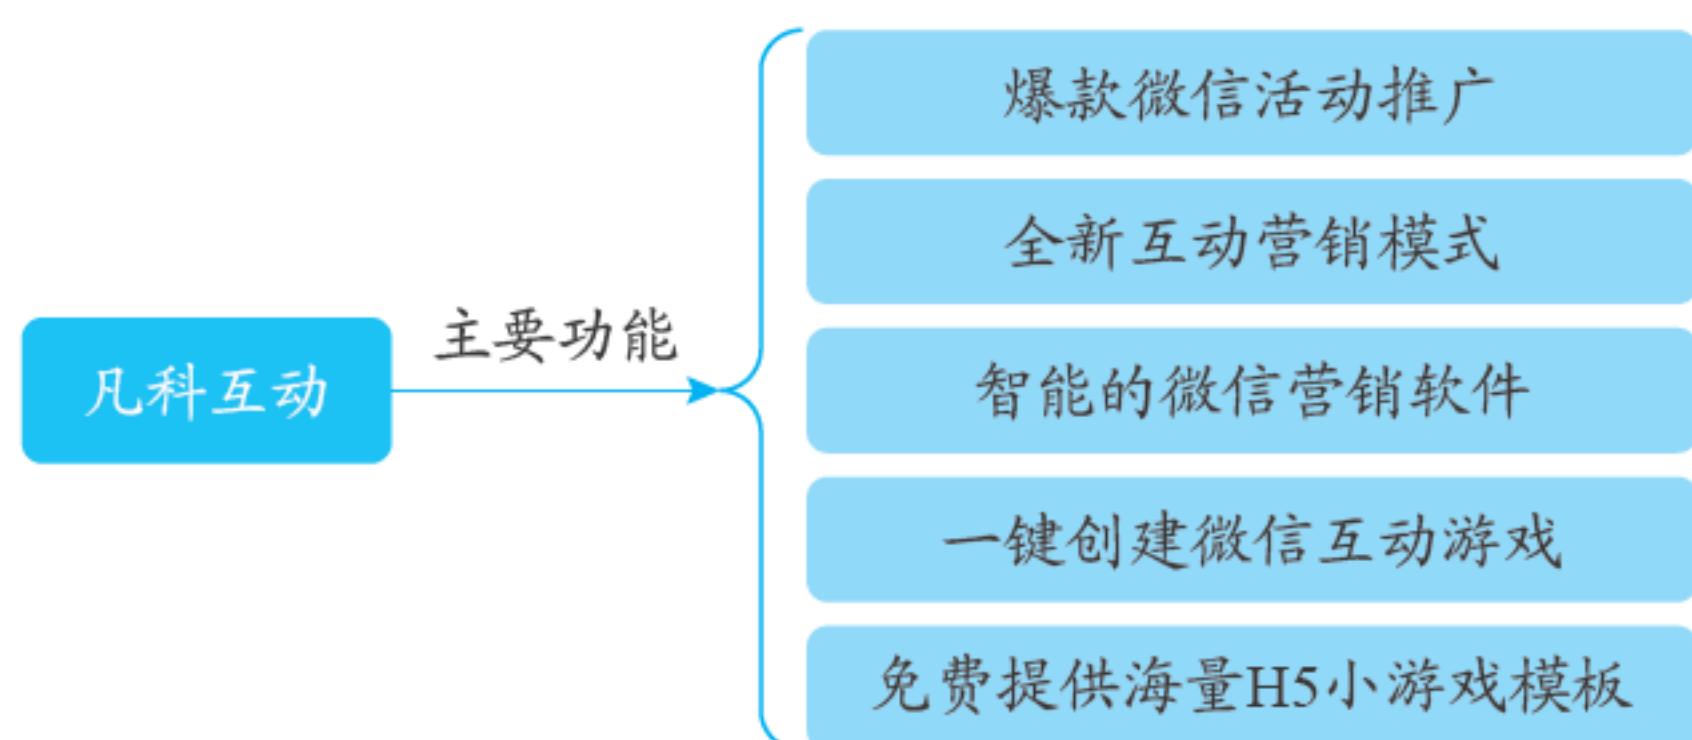 爆款微信活动推广
全新互动营销模式
主要功能
凡科互动
智能的微信营销软件
一键创建微信互动游戏
免费提供海量H5小游戏模板